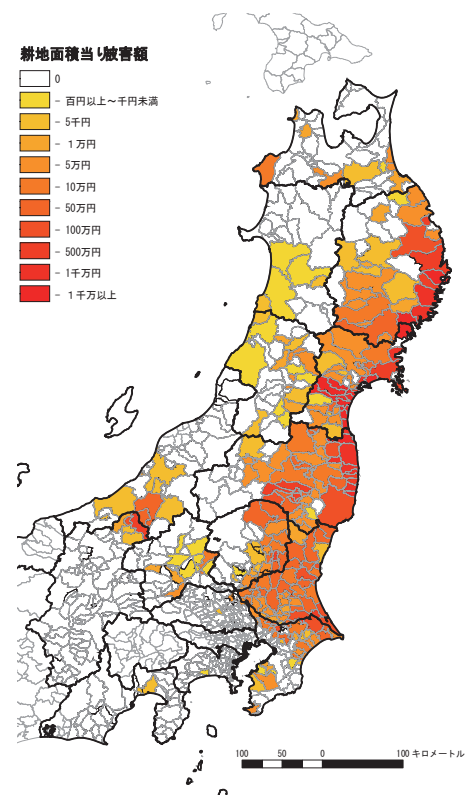 耕地面積当り被害額
0
- 百円以上〜千円未満
- 5千円
- 1万円
- 5万円
- 10万円
- 50万円
- 100万円
- 500万円
- 1千万円
- 1千万以上
100 50 0 100 キロメートル